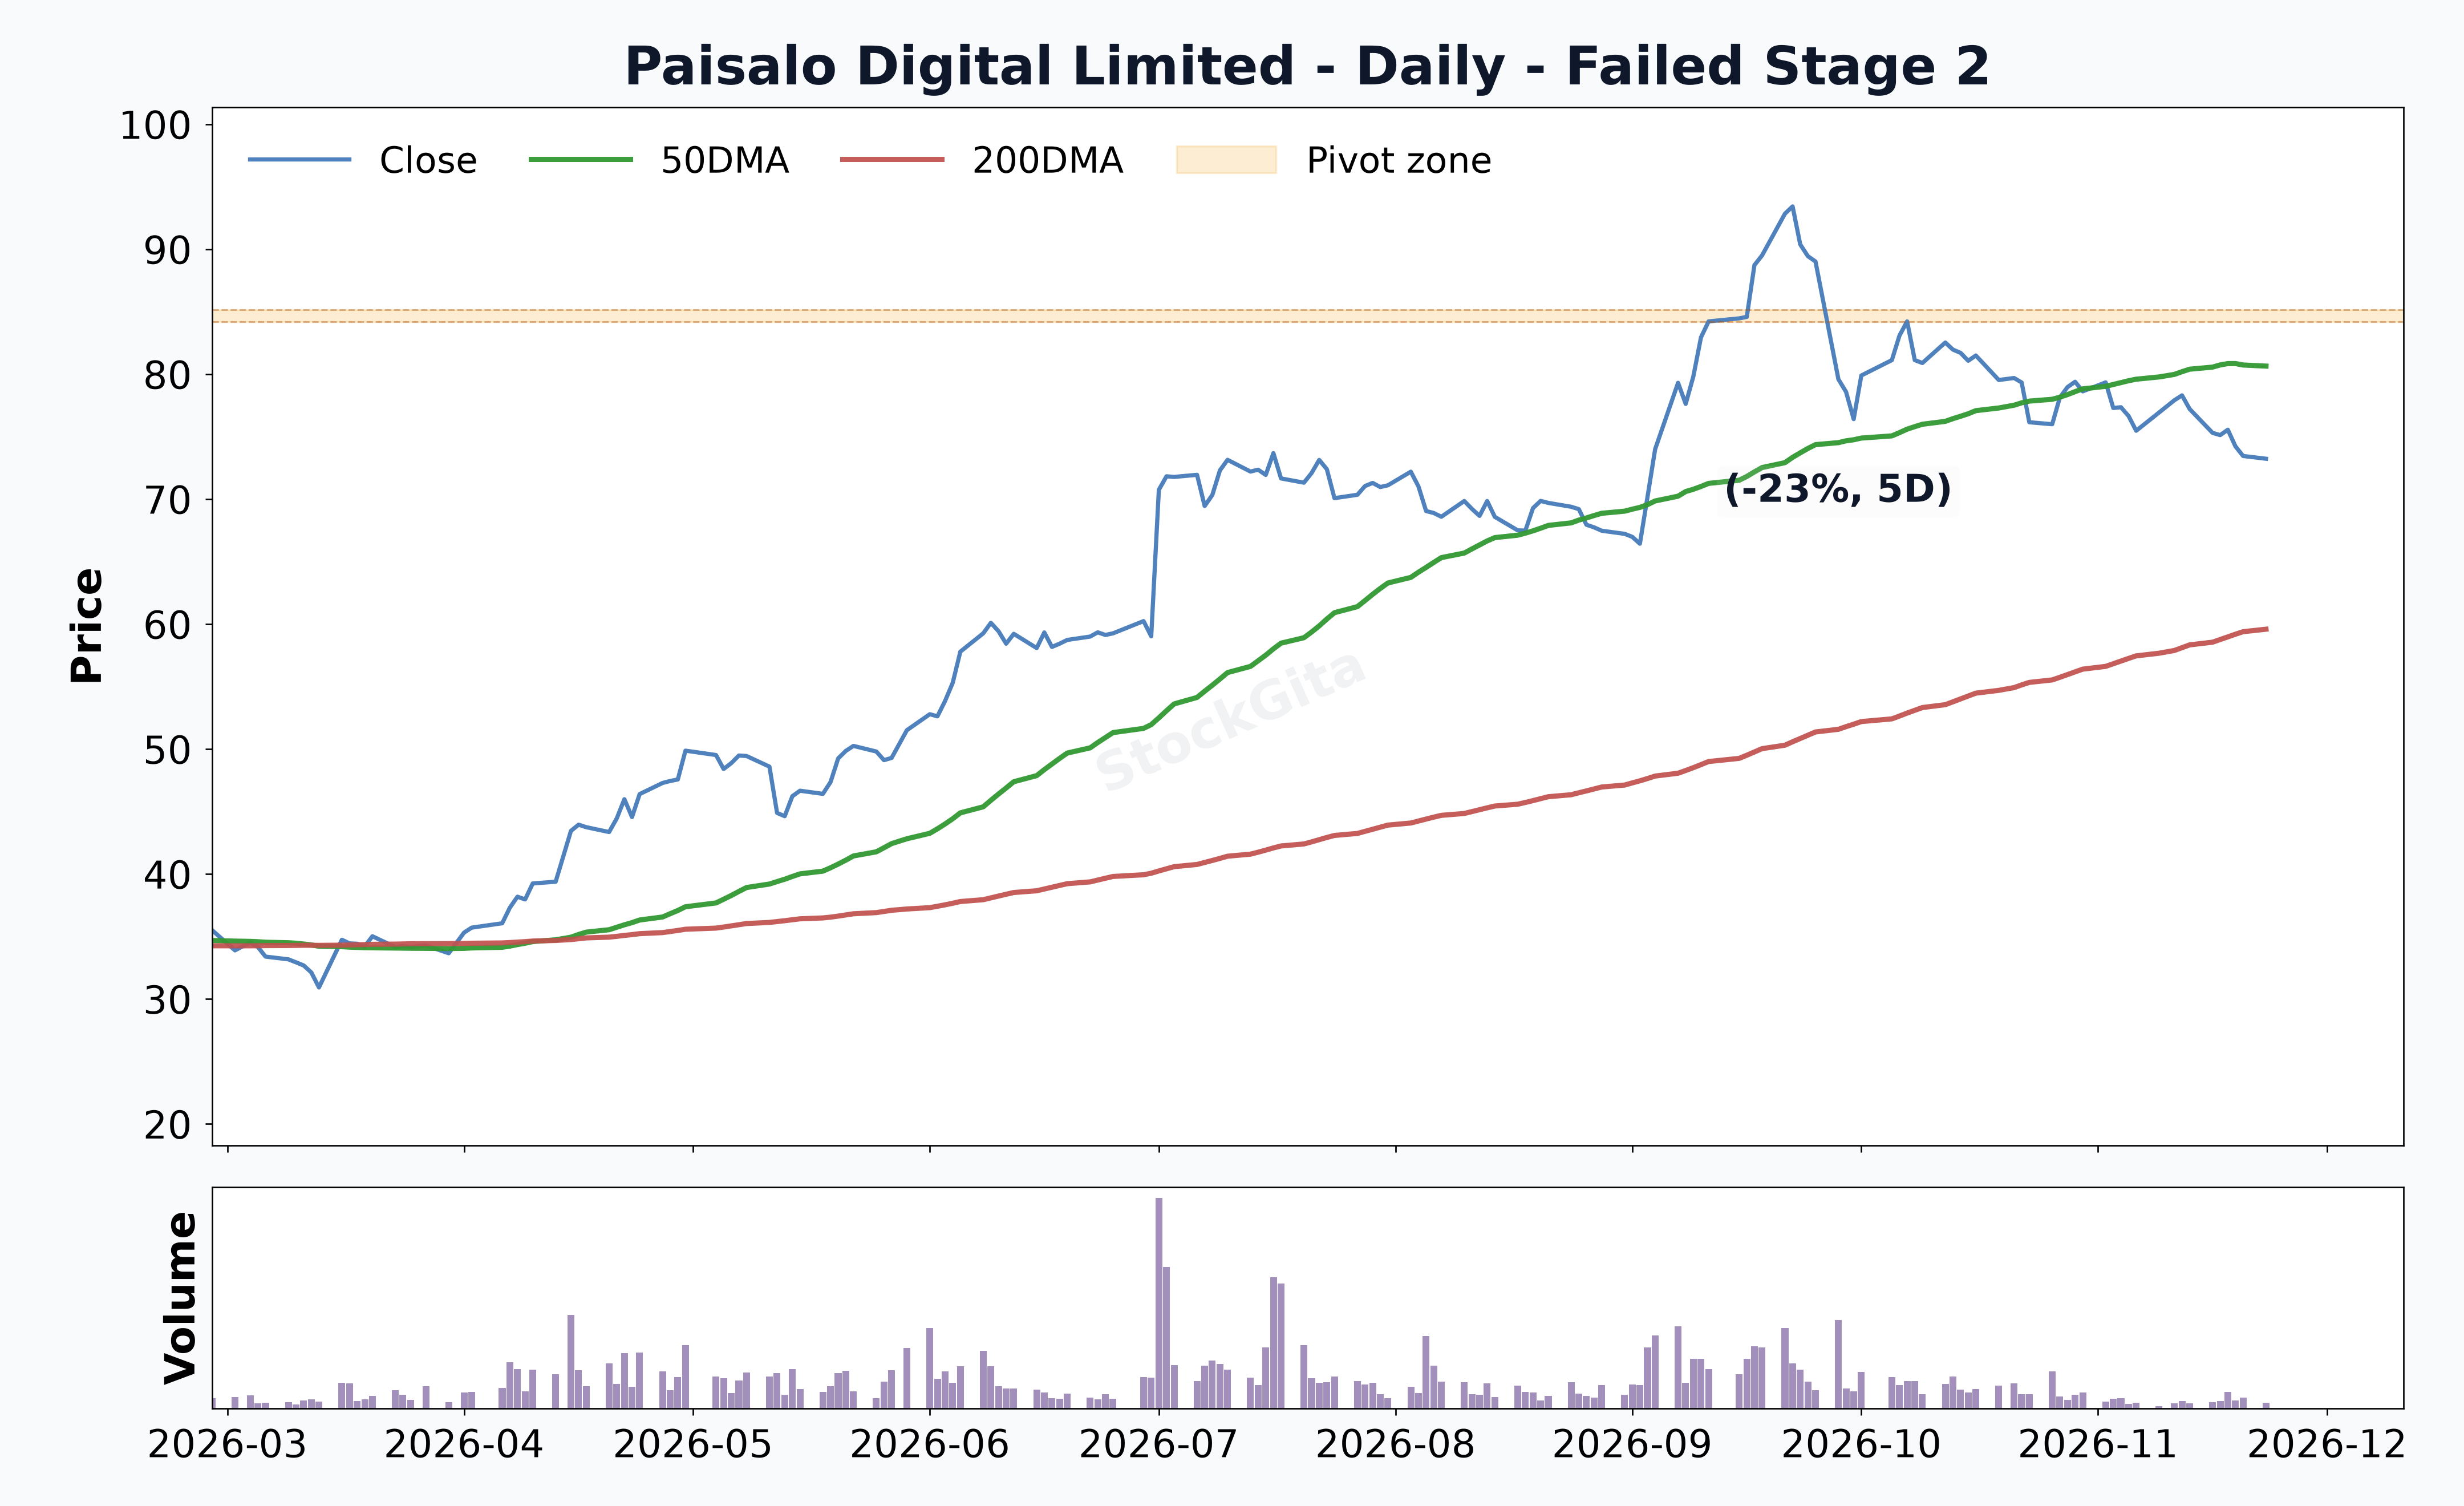 Paisalo Digital Limited - Daily - Failed Stage 2
Close 50DMA 200DMA Pivot zone
Price
100
90
80
70
60
50
40
30
20
(-23%, 5D)
StockGita
Volume
2026-03 2026-04 2026-05 2026-06 2026-07 2026-08 2026-09 2026-10 2026-11 2026-12